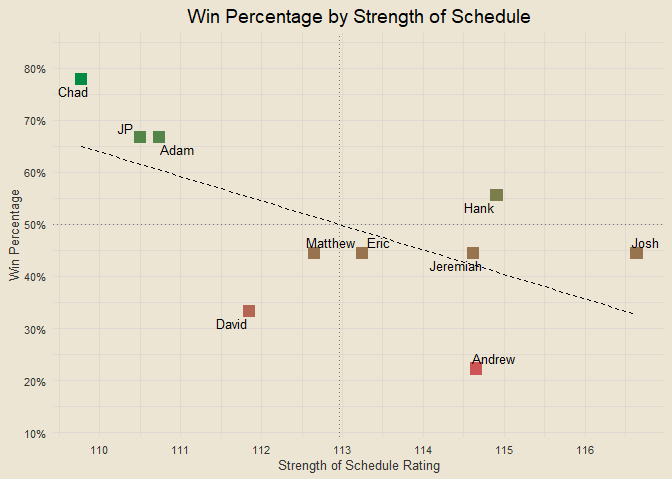 Win Percentage by Strength of Schedule
80%
Chad
70%
JP
Adam
60%
Hank
50%
Matthew
Eric
Josh
Jeremiah
40%
David
30%
Andrew
20%
10%
Win Percentage
110 111 112 113 114 115 116
Strength of Schedule Rating